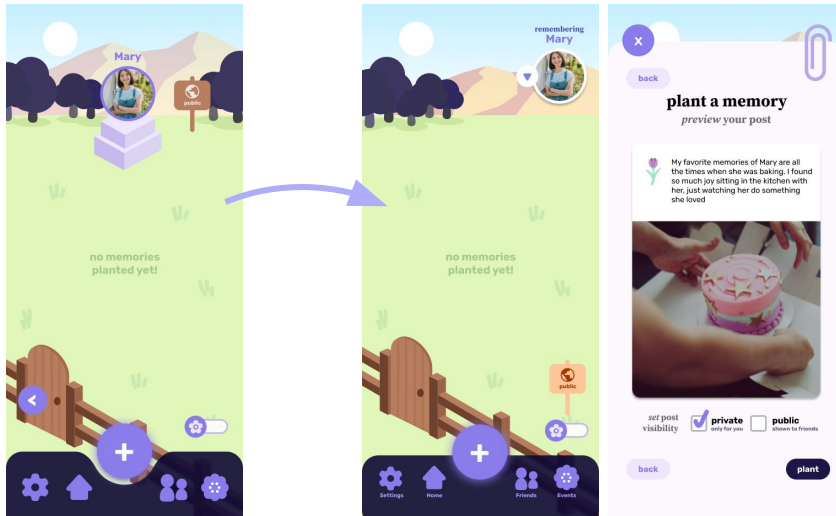 Mary
public
no memories
planted yet!
<
+
remembering
Mary
no memories
planted yet!
public
+
Settings
Home
Friends
Events
x
back
plant a memory
preview your post
My favorite memories of Mary are all
the times when she was baking. I found
so much joy sitting in the kitchen with
her, just watching her do something
she loved
set post
visibility
private
only for you
public
shown to friends
back
plant